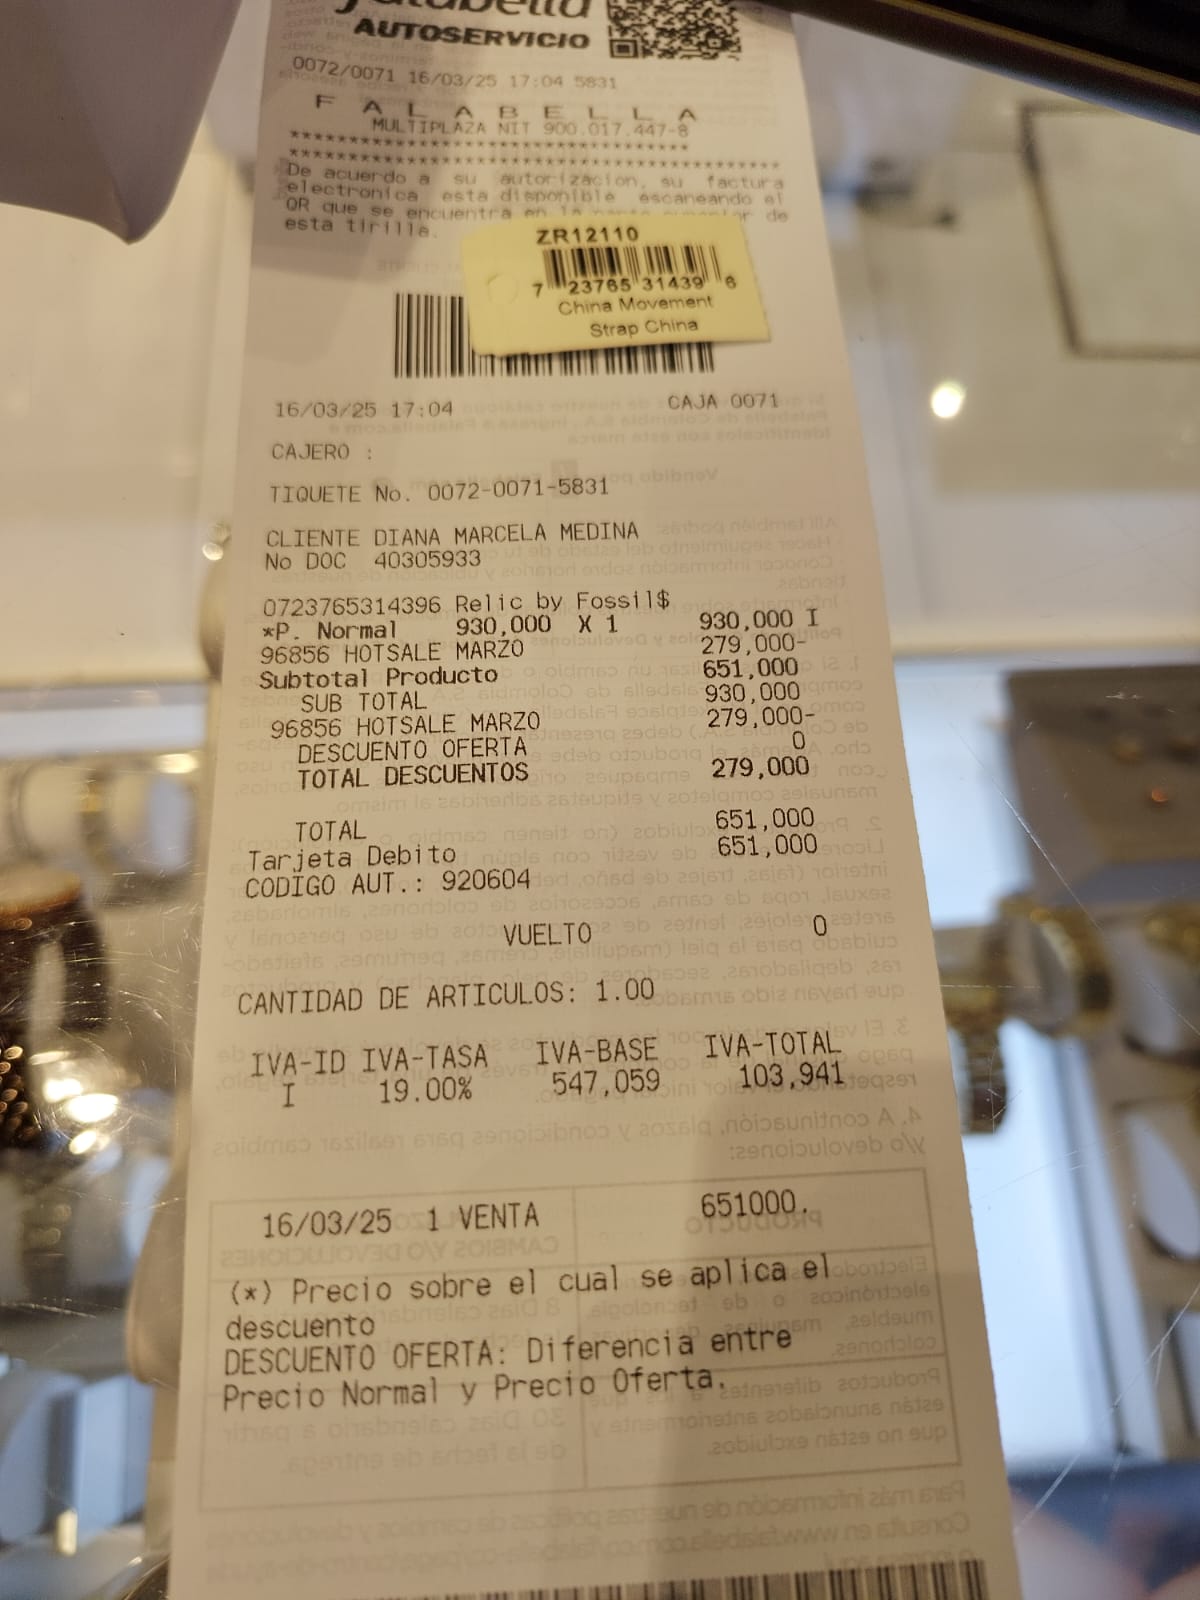 falabella
AUTOSERVICIO
0072/0071 16/03/25 17:04 5831
F A L A B E L L A
MULTIPLAZA NIT 900.017.447-8
**************************************
**********************************************
De acuerdo a su autorizacion, su factura
electronica esta disponible escaneando el
QR que se encuentra en la parte superior de
esta tirilla.
ZR12110
7 23765 31439 6
China Movement
Strap China
16/03/25 17:04 CAJA 0071
CAJERO :
TIQUETE No. 0072-0071-5831
CLIENTE DIANA MARCELA MEDINA
No DOC 40305933
0723765314396 Relic by Fossil$
*P. Normal 930,000 X 1 930,000 I
96856 HOTSALE MARZO 279,000-
Subtotal Producto 651,000
SUB TOTAL 930,000
96856 HOTSALE MARZO 279,000-
DESCUENTO OFERTA 0
TOTAL DESCUENTOS 279,000
TOTAL 651,000
Tarjeta Debito 651,000
CODIGO AUT.: 920604
VUELTO 0
CANTIDAD DE ARTICULOS: 1.00
IVA-ID IVA-TASA IVA-BASE IVA-TOTAL
I 19.00% 547,059 103,941
16/03/25 1 VENTA 651000.
(*) Precio sobre el cual se aplica el
descuento
DESCUENTO OFERTA: Diferencia entre
Precio Normal y Precio Oferta.